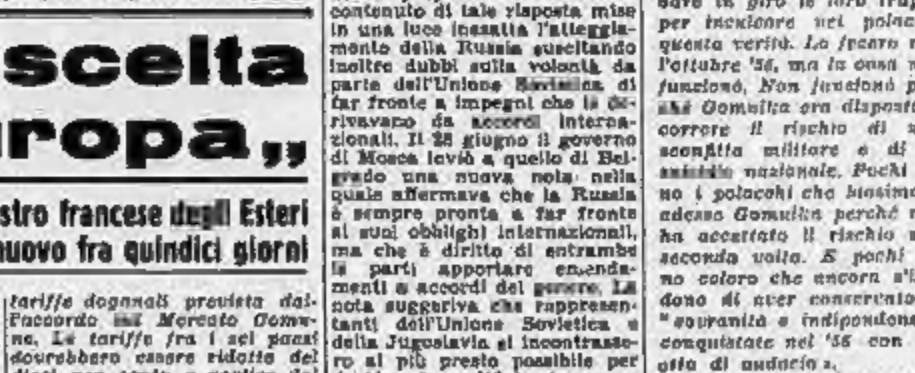 scelta
ropa„
stro francese degli Esteri
nuovo fra quindici giorni
tariffe doganali prevista dal-
l'accordo sul Mercato Comu-
ne. Le tariffe fra i sei paesi
dovrebbero essere ridotte del
contenuto di tale risposta mise
in una luce inesatta l'atteggia-
mento della Russia suscitando
inoltre dubbi sulla volontà da
parte dell'Unione Sovietica di
far fronte a impegni che le de-
rivavano da accordi interna-
zionali. Il 28 giugno il governo
di Mosca inviò a quello di Bel-
grado una nuova nota nella
quale affermava che la Russia
è sempre pronta a far fronte
ai suoi obblighi internazionali,
ma che è diritto di entrambe
le parti apportare emenda-
menti a accordi del genere. La
nota suggeriva che rappresen-
tanti dell'Unione Sovietica e
della Jugoslavia si incontrasse-
ro al più presto possibile per
per inculcare nei polac
questa verità. Lo fecero
l'ottobre '56, ma la cosa
funzionò. Non funzionò p
ché Gomulka era dispost
correre il rischio di
sconfitta militare e di
suicidio nazionale. Pochi
no i polacchi che biasima
adesso Gomulka perché
ha accettato il rischio
seconda volta. E pochi
no coloro che ancora s'i
dono di aver conservato
"sovranità e indipendenz
conquistate nel '56 con
atto di audacia».